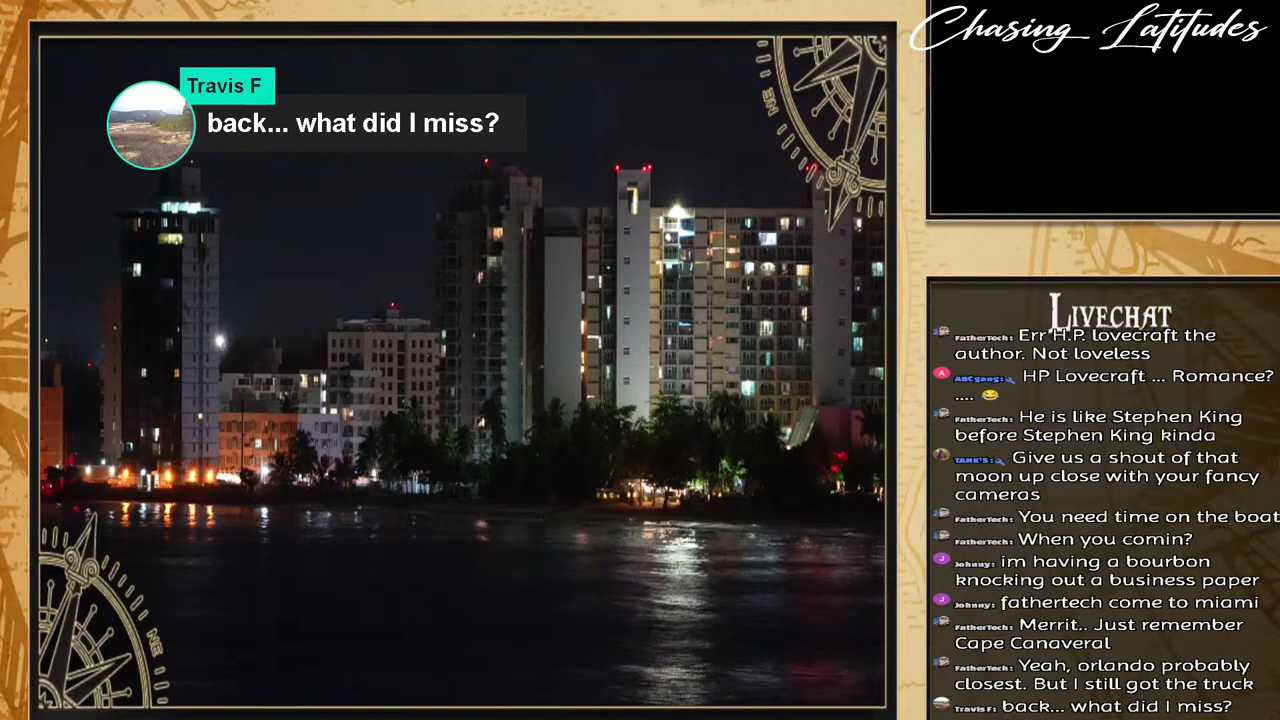 Chasing Latitudes
Travis F
back... what did I miss?
NE
NE
LIVECHAT
FatherTech: Err H.P. lovecraft the
author. Not loveless
A
ABCgang: HP Lovecraft ... Romance?
.... 😂
FatherTech: He is like Stephen King
before Stephen King kinda
TANK'S: Give us a shout of that
moon up close with your fancy
cameras
FatherTech: You need time on the boat
FatherTech: When you comin?
J
Johnny: im having a bourbon
knocking out a business paper
J
Johnny: fathertech come to miami
FatherTech: Merrit.. Just remember
Cape Canaveral
FatherTech: Yeah, orlando probably
closest. But I still got the truck
Travis F: back... what did I miss?